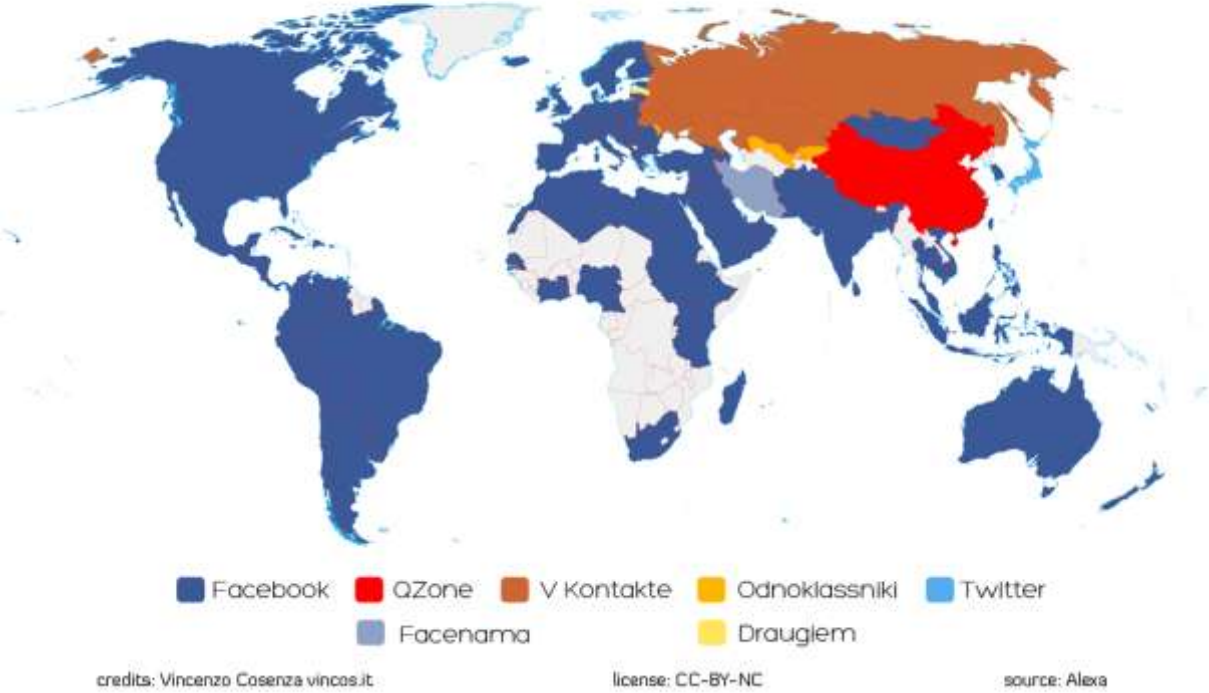 Facebook QZone V Kontakte Odnoklassniki Twitter
Facenama Draugiem
credits: Vincenzo Cosenza vincos.it license: CC-BY-NC source: Alexa